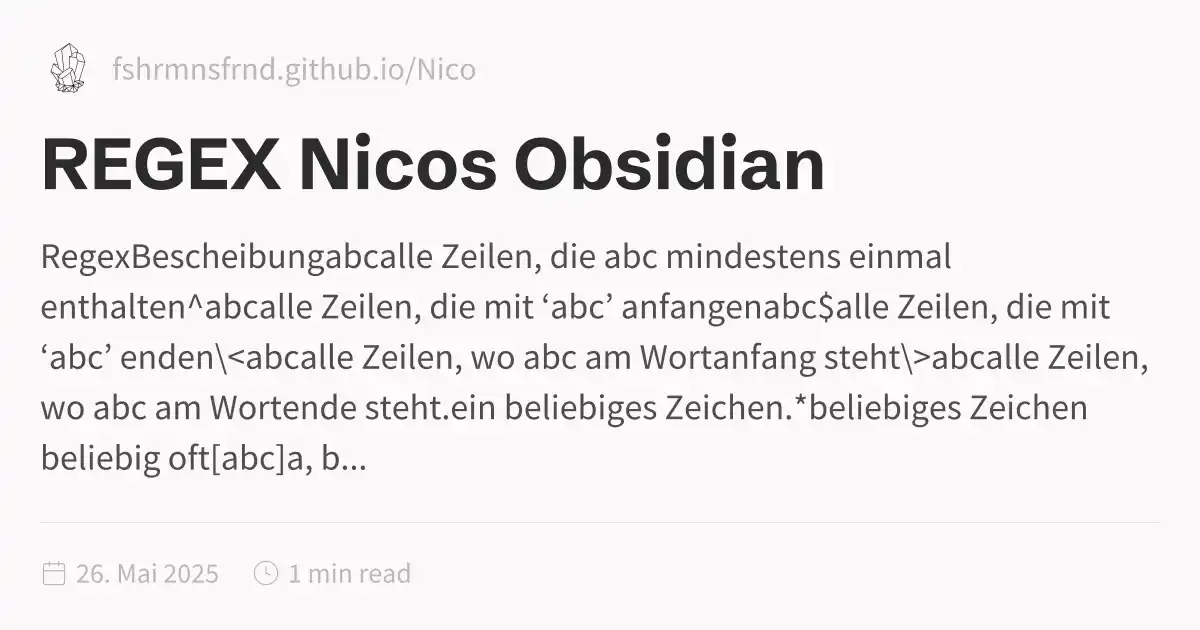 fshrmnsfrnd.github.io/Nico
REGEX Nicos Obsidian
RegexBescheibungabcalle Zeilen, die abc mindestens einmal
enthalten^abcalle Zeilen, die mit ‘abc’ anfangenabc$alle Zeilen, die mit
‘abc’ enden\<abcalle Zeilen, wo abc am Wortanfang steht\>abcalle Zeilen,
wo abc am Wortende steht.ein beliebiges Zeichen.*beliebiges Zeichen
beliebig oft[abc]a, b...
26. Mai 2025 1 min read